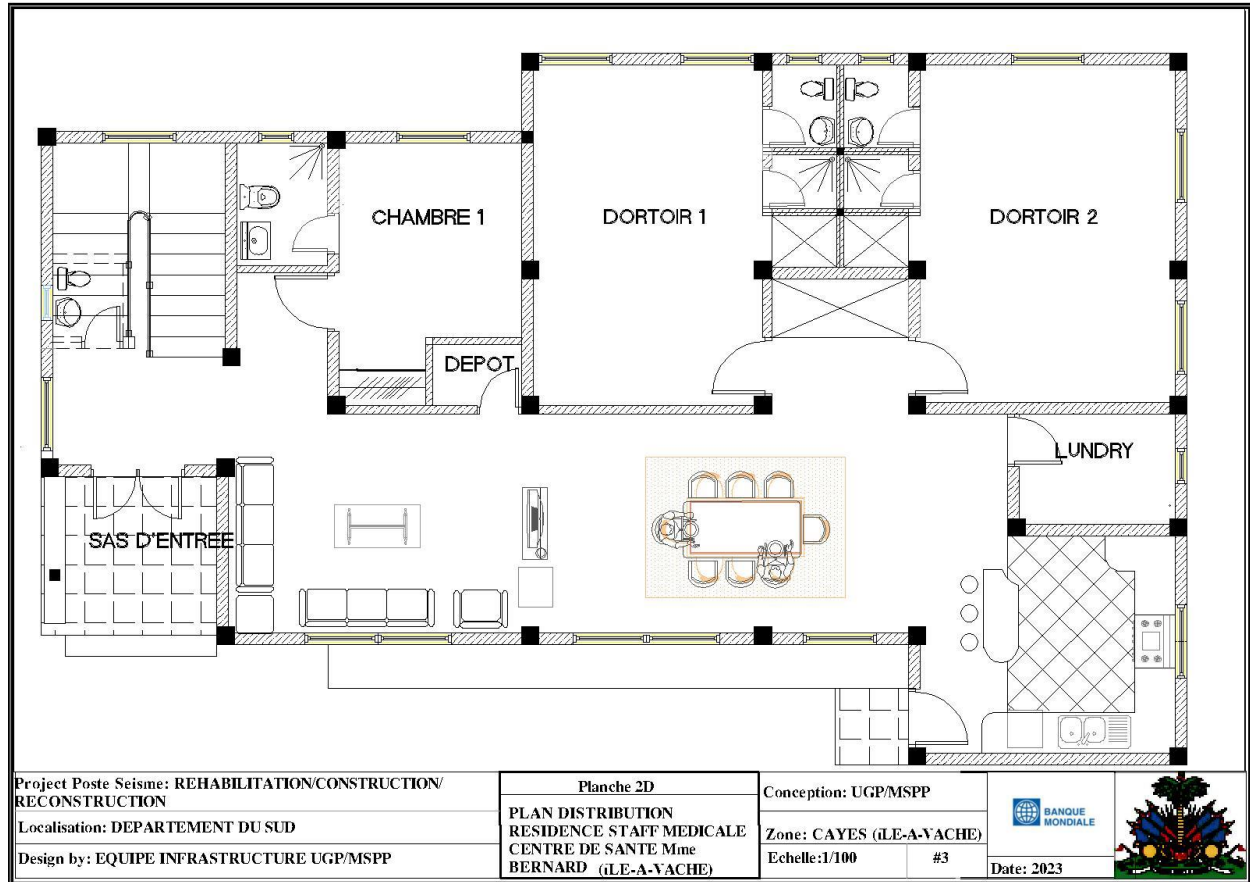 CHAMBRE 1
DORTOIR 1
DORTOIR 2
DEPOT
LUNDRY
SAS D'ENTREE
Project Poste Seisme: REHABILITATION/CONSTRUCTION/
RECONSTRUCTION
Localisation: DEPARTEMENT DU SUD
Design by: EQUIPE INFRASTRUCTURE UGP/MSPP
Planche 2D
PLAN DISTRIBUTION
RESIDENCE STAFF MEDICALE
CENTRE DE SANTE Mme
BERNARD (iLE-A-VACHE)
Conception: UGP/MSPP
Zone: CAYES (iLE-A-VACHE)
Echelle:1/100
#3
BANQUE
MONDIALE
Date: 2023